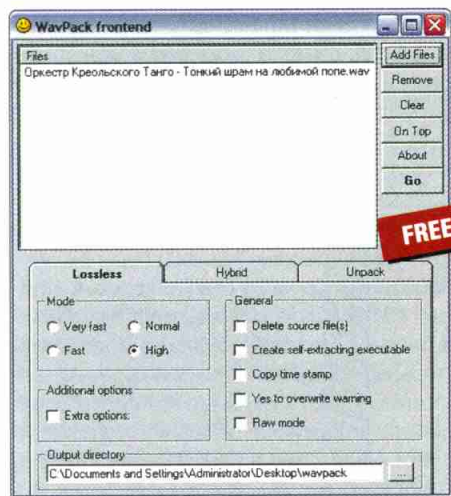 WavPack frontend
Files
Оркестр Креольского Танго - Тонкий шрам на любимой попе.wav
Add Files
Remove
Clear
On Top
About
Go
FREE
Lossless
Hybrid
Unpack
Mode
Very fast
Normal
Fast
High
General
Delete source file(s)
Create self-extracting executable
Copy time stamp
Yes to overwrite warning
Raw mode
Additional options
Extra options:
Output directory
C:\Documents and Settings\Administrator\Desktop\wavpack
...